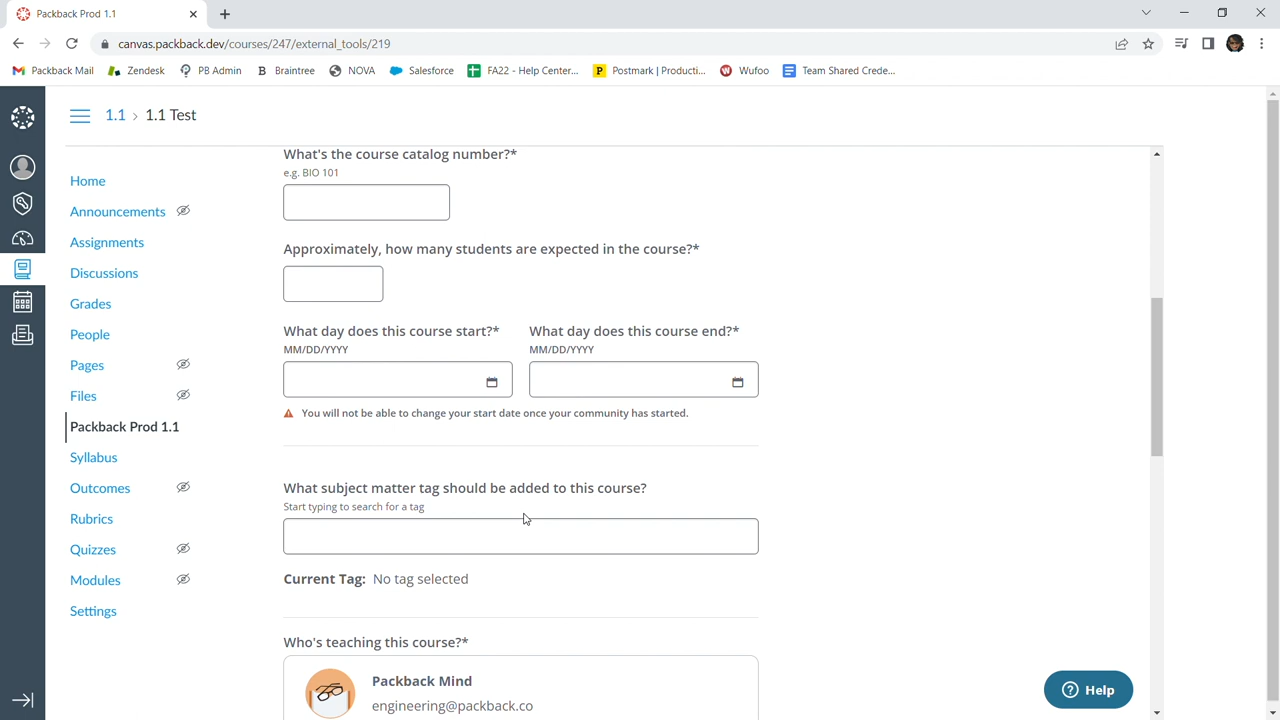 Packback Prod 1.1
canvas.packback.dev/courses/247/external_tools/219
Packback Mail
Zendesk
PB Admin
B Braintree
NOVA
Salesforce
FA22 - Help Center...
P Postmark | Producti...
Wufoo
Team Shared Crede...
1.1 > 1.1 Test
Home
Announcements
Assignments
Discussions
Grades
People
Pages
Files
Packback Prod 1.1
Syllabus
Outcomes
Rubrics
Quizzes
Modules
Settings
What's the course catalog number?*
e.g. BIO 101
Approximately, how many students are expected in the course?*
What day does this course start?*
MM/DD/YYYY
What day does this course end?*
MM/DD/YYYY
You will not be able to change your start date once your community has started.
What subject matter tag should be added to this course?
Start typing to search for a tag
Current Tag: No tag selected
Who's teaching this course?*
Packback Mind
engineering@packback.co
? Help